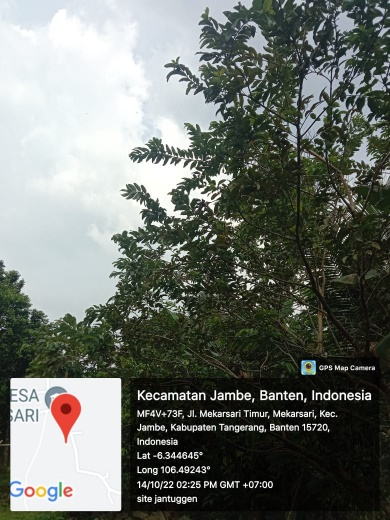 GPS Map Camera
Kecamatan Jambe, Banten, Indonesia
ESA
SARI
MF4V+73F, Jl. Mekarsari Timur, Mekarsari, Kec.
Jambe, Kabupaten Tangerang, Banten 15720,
Indonesia
Lat -6.344645°
Long 106.49243°
14/10/22 02:25 PM GMT +07:00
site jantuggen
Google